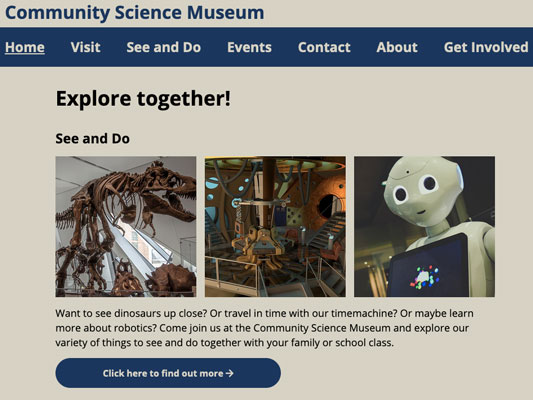 Community Science Museum
Home Visit See and Do Events Contact About Get Involved
Explore together!
See and Do
Want to see dinosaurs up close? Or travel in time with our timemachine? Or maybe learn
more about robotics? Come join us at the Community Science Museum and explore our
variety of things to see and do together with your family or school class.
Click here to find out more →